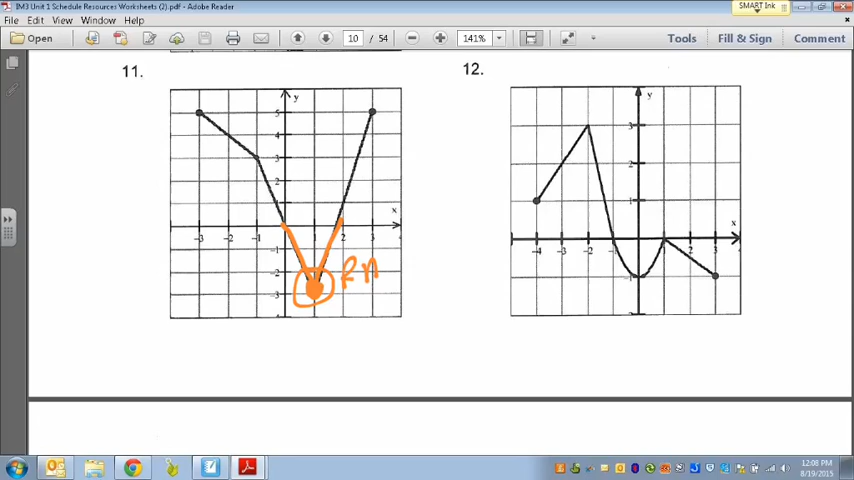 IM3 Unit 1 Schedule Resources Worksheets (2).pdf - Adobe Reader
SMART Ink
File Edit View Window Help
Open 10 / 54 141% Tools Fill & Sign Comment
11.
12.
y
5
4
3
2
x
-3 -2 -1 1 2 3
-1
-2
-3
RM
y
3
2
1
x
-4 -3 -2 -1 1 2 3 4
-1
12:08 PM
8/19/2015